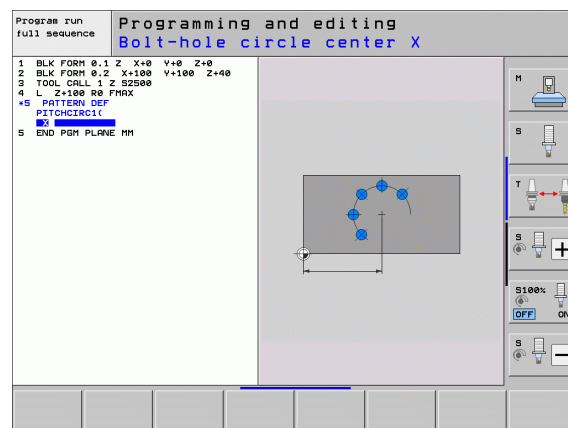 Program run
full sequence
Programming and editing
Bolt-hole circle center X
1 BLK FORM 0.1 Z X+0 Y+0 Z+0
2 BLK FORM 0.2 X+100 Y+100 Z+40
3 TOOL CALL 1 Z S2500
4 L Z+100 R0 FMAX
*5 PATTERN DEF
PITCHCIRC1(
X
5 END PGM PLANE MM
M
S
T
S
+
S100%
OFF ON
S
−